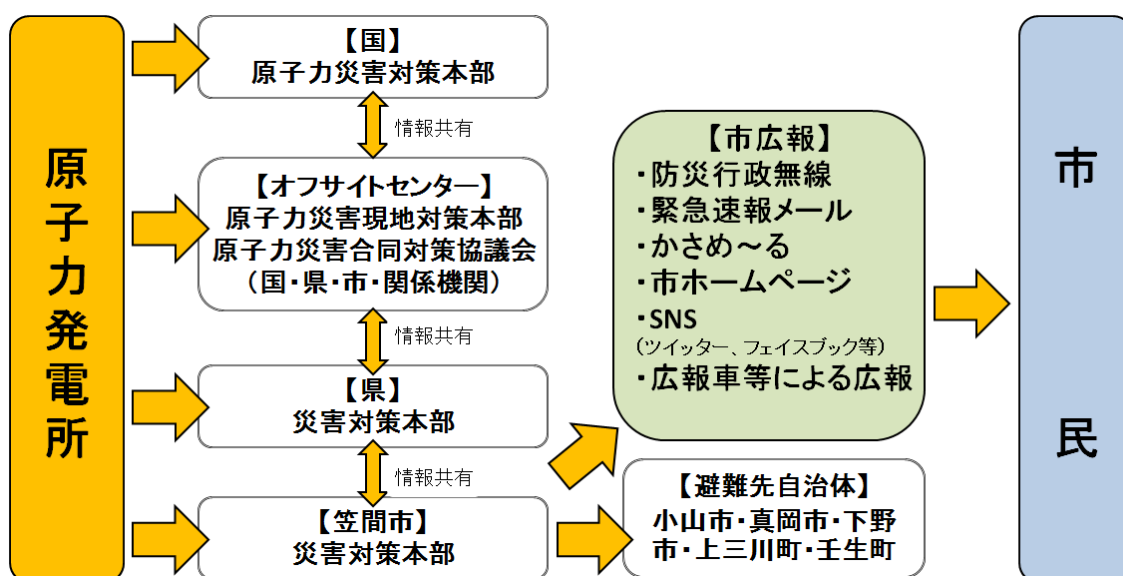 原子力発電所
【国】
原子力災害対策本部
情報共有
【オフサイトセンター】
原子力災害現地対策本部
原子力災害合同対策協議会
（国・県・市・関係機関）
情報共有
【県】
災害対策本部
情報共有
【笠間市】
災害対策本部
【市広報】
・防災行政無線
・緊急速報メール
・かさめ～る
・市ホームページ
・SNS
（ツイッター、フェイスブック等）
・広報車等による広報
【避難先自治体】
小山市・真岡市・下野
市・上三川町・壬生町
市民